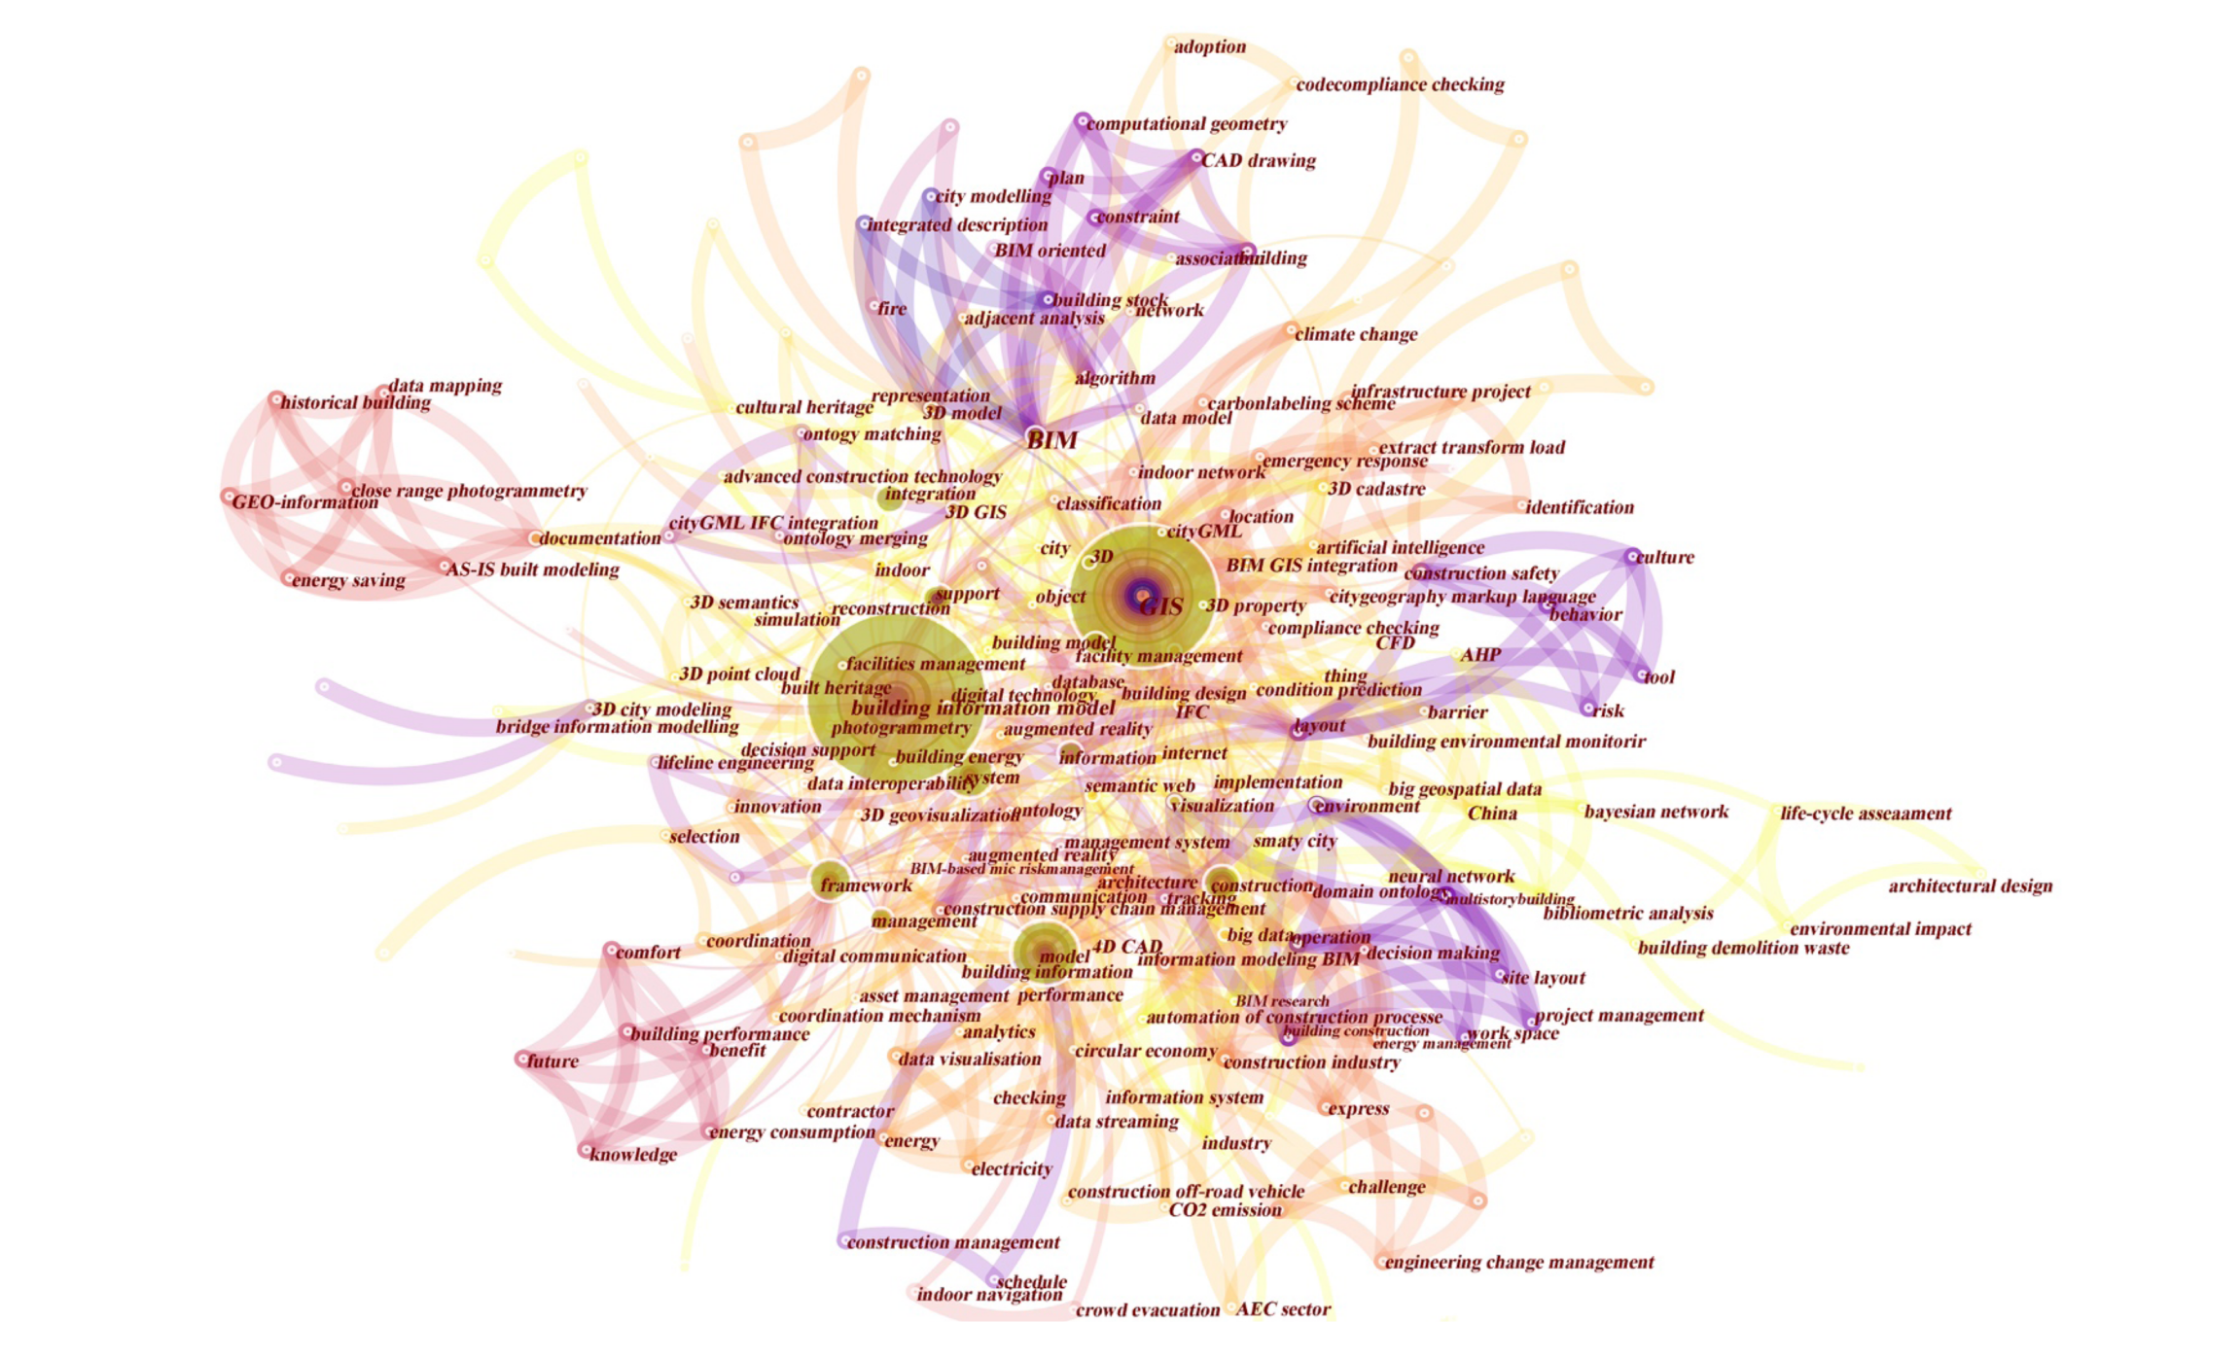 adoption
codecompliance checking
computational geometry
CAD drawing
plan
city modelling
constraint
integrated description
BIM oriented
association
building
building stock
fire
adjacent analysis
network
climate change
algorithm
data mapping
historical building
representation
infrastructure project
carbonlabeling scheme
cultural heritage
3D model
data model
ontogy matching
BIM
extract transform load
emergency response
indoor network
advanced construction technology
3D cadastre
close range photogrammetry
integration
GEO-information
classification
identification
3D GIS
location
cityGML IFC integration
cityGML
documentation
ontology merging
city
artificial intelligence
3D
culture
BIM GIS integration
AS-IS built modeling
indoor
construction safety
energy saving
support
object
citygeography markup language
3D semantics
reconstruction
GIS
3D property
behavior
simulation
compliance checking
building model
CFD
facility management
AHP
facilities management
3D point cloud
thing
tool
database
built heritage
digital technology
building design
condition prediction
3D city modeling
building information model
IFC
barrier
risk
bridge information modelling
photogrammetry
augmented reality
layout
building environmental monitorir
decision support
building energy
information
internet
lifeline engineering
data interoperability
system
semantic web
implementation
big geospatial data
innovation
3D geovisualization
ontology
visualization
environment
China
bayesian network
life-cycle asseaament
selection
management system
smaty city
augmented reality
BIM-based mic riskmanagement
neural network
framework
architecture
construction
domain ontology
architectural design
communication
tracking
multistorybuilding
construction supply chain management
bibliometric analysis
management
environmental impact
coordination
big data
operation
4D CAD
building demolition waste
comfort
digital communication
model
information modeling BIM
decision making
building information
site layout
asset management
performance
BIM research
coordination mechanism
automation of construction processe
project management
building performance
analytics
building construction
work space
energy management
benefit
data visualisation
circular economy
future
construction industry
checking
information system
contractor
express
data streaming
energy consumption
energy
industry
knowledge
electricity
construction off-road vehicle
challenge
CO2 emission
construction management
engineering change management
schedule
indoor navigation
crowd evacuation
AEC sector